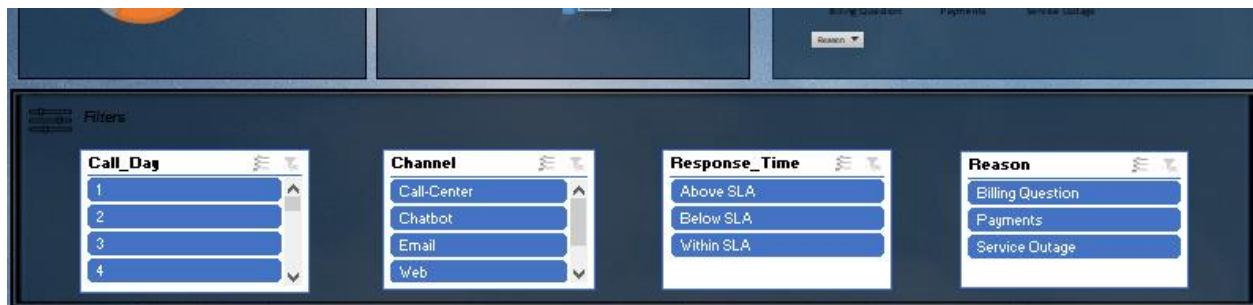 Billing Question Payments Service Outage
Reason
Filters
Call_Day
1
2
3
4
Channel
Call-Center
Chatbot
Email
Web
Response_Time
Above SLA
Below SLA
Within SLA
Reason
Billing Question
Payments
Service Outage